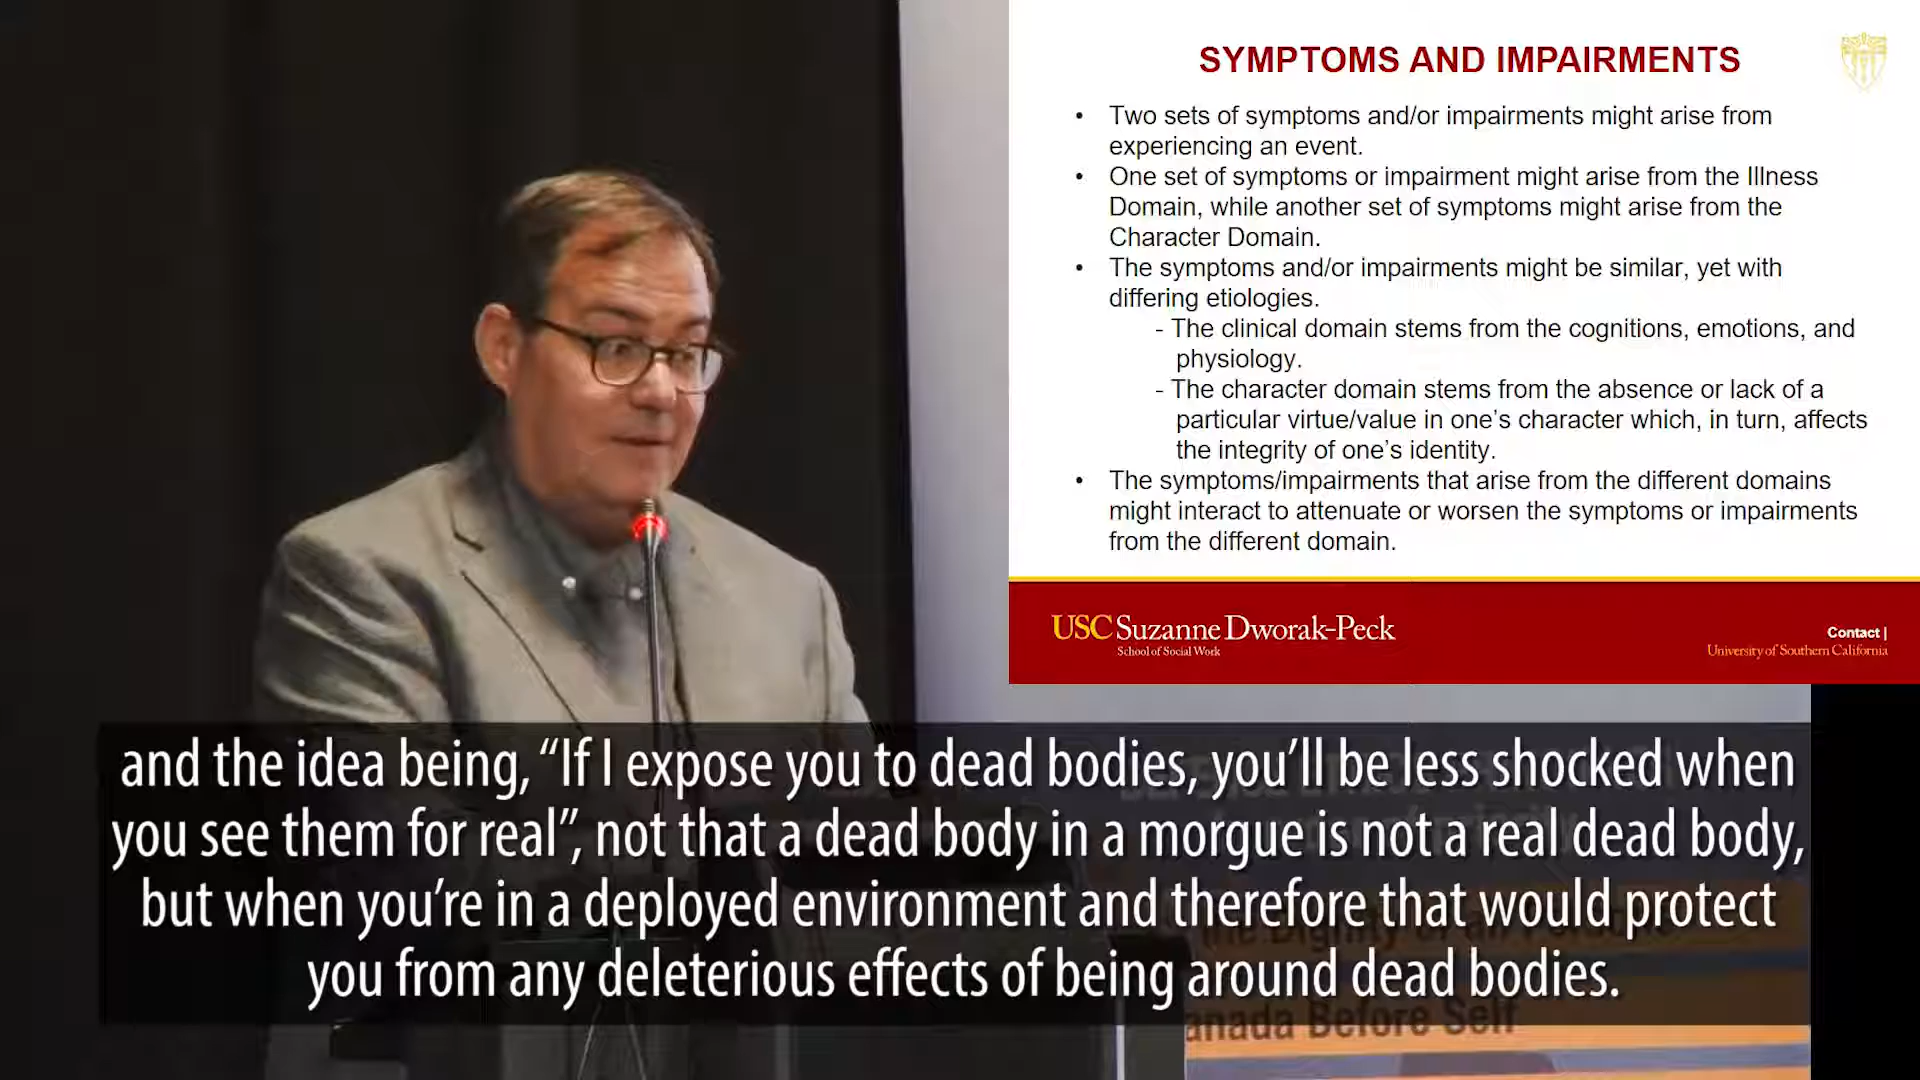 SYMPTOMS AND IMPAIRMENTS
• Two sets of symptoms and/or impairments might arise from
experiencing an event.
• One set of symptoms or impairment might arise from the Illness
Domain, while another set of symptoms might arise from the
Character Domain.
• The symptoms and/or impairments might be similar, yet with
differing etiologies.
- The clinical domain stems from the cognitions, emotions, and
physiology.
- The character domain stems from the absence or lack of a
particular virtue/value in one’s character which, in turn, affects
the integrity of one’s identity.
• The symptoms/impairments that arise from the different domains
might interact to attenuate or worsen the symptoms or impairments
from the different domain.
USC Suzanne Dworak-Peck
School of Social Work
Contact |
University of Southern California
and the idea being, “If I expose you to dead bodies, you’ll be less shocked when
you see them for real”, not that a dead body in a morgue is not a real dead body,
but when you’re in a deployed environment and therefore that would protect
you from any deleterious effects of being around dead bodies.
anada Before Self